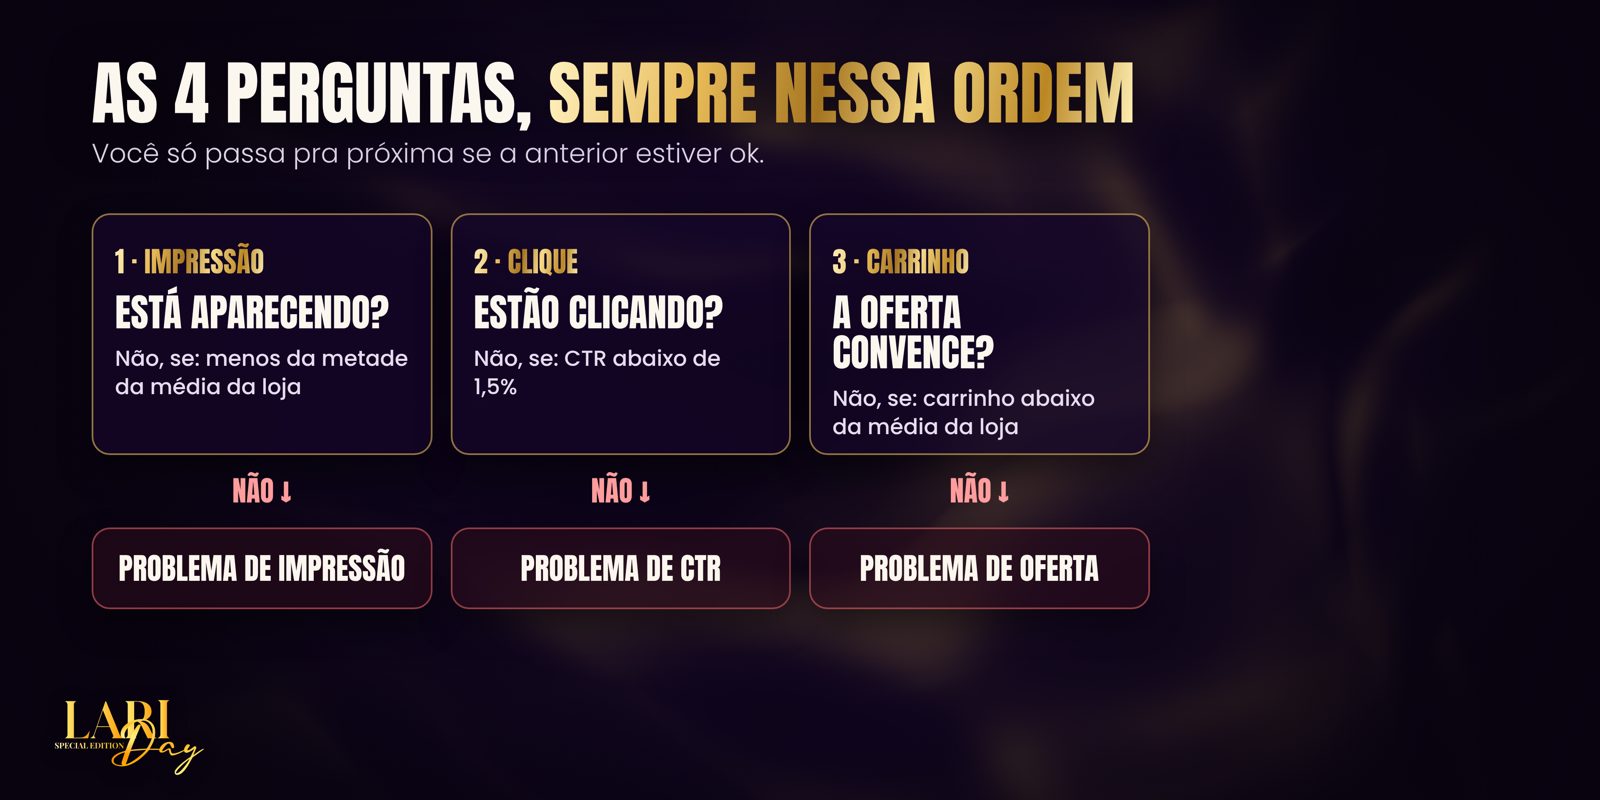 AS 4 PERGUNTAS, SEMPRE NESSA ORDEM
Você só passa pra próxima se a anterior estiver ok.
1 · IMPRESSÃO
ESTÁ APARECENDO?
Não, se: menos da metade
da média da loja
2 · CLIQUE
ESTÃO CLICANDO?
Não, se: CTR abaixo de
1,5%
3 · CARRINHO
A OFERTA
CONVENCE?
Não, se: carrinho abaixo
da média da loja
NÃO ↓
NÃO ↓
NÃO ↓
PROBLEMA DE IMPRESSÃO
PROBLEMA DE CTR
PROBLEMA DE OFERTA
LARI
SPECIAL EDITION
Day